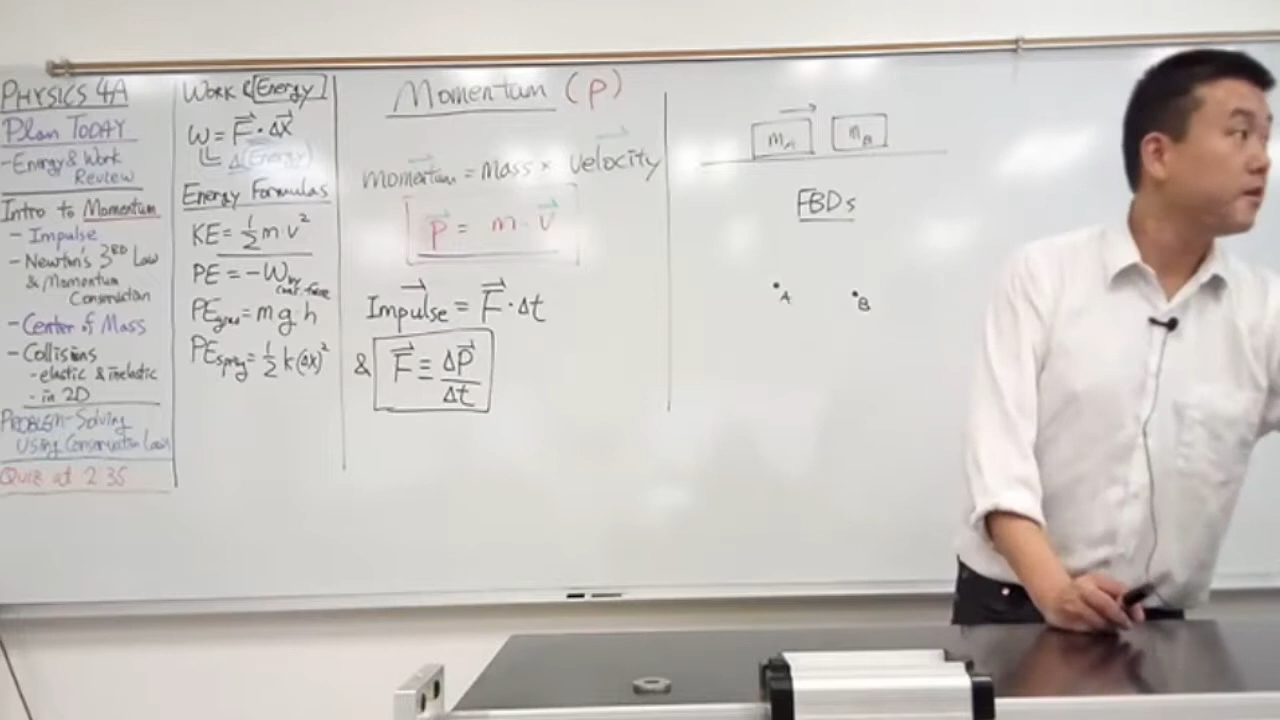 PHYSICS 4A
Plan TODAY
- Energy & Work
Review
Intro to Momentum
- Impulse
- Newton's 3RD Law
& Momentum
Conservation
- Center of Mass
- Collisions
- elastic & inelastic
- in 2D
PROBLEM-Solving
Using Conservation Laws
Quiz at 2:35
Work & Energy
W = F⃗ · Δx⃗
Δ(Energy)
Energy Formulas
KE = ½ m v²
PE = -W by
cons. force
PEgrav = m g h
PEspring = ½ k (Δx)²
Momentum (p)
momentum = mass × velocity
p⃗ = m · v⃗
Impulse = F⃗ · Δt
& F⃗ ≡ Δp⃗/Δt
mA mB
FBDs
A B